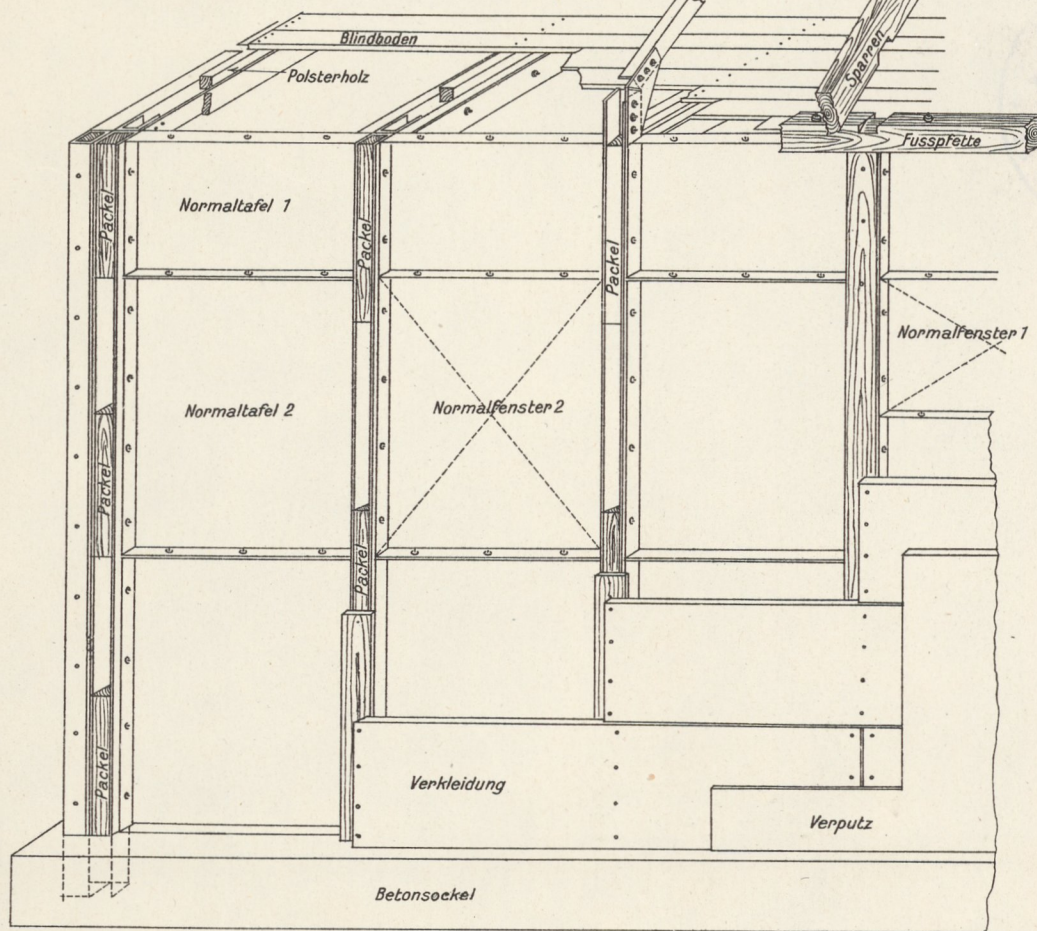 Blindboden
Polsterholz
Sparren
Fusspfette
Packel
Normaltafel 1
Packel
Packel
Normalfenster 1
Normaltafel 2
Normalfenster 2
Packel
Packel
Packel
Verkleidung
Verputz
Betonsockel